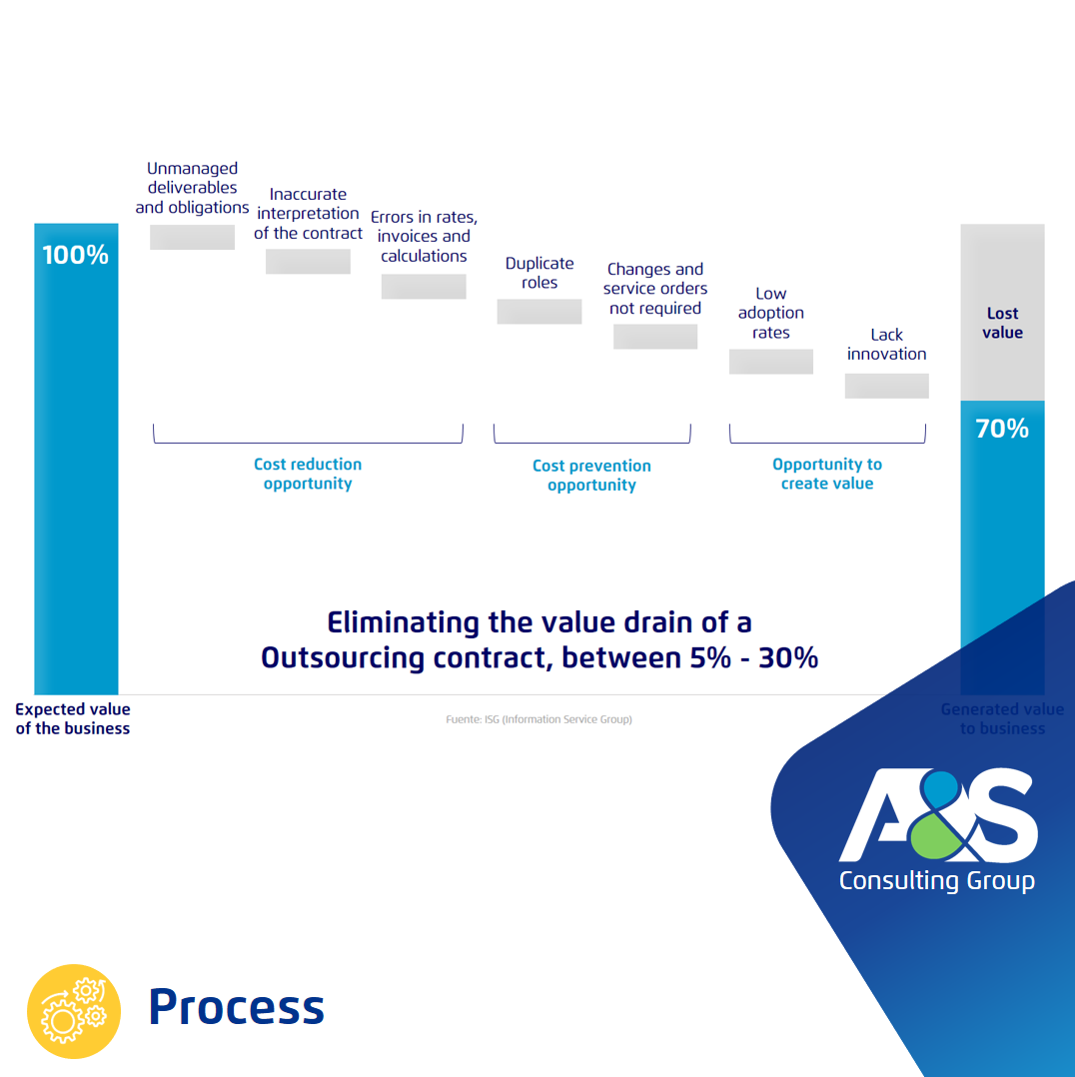 Unmanaged
deliverables
and obligations
Inaccurate
interpretation
of the contract
Errors in rates,
invoices and
calculations
Duplicate
roles
Changes and
service orders
not required
Low
adoption
rates
Lack
innovation
100%
Lost
value
70%
Cost reduction
opportunity
Cost prevention
opportunity
Opportunity to
create value
Eliminating the value drain of a
Outsourcing contract, between 5% - 30%
Expected value
of the business
Fuente: ISG (Information Service Group)
Generated value
to business
A&S
Consulting Group
Process